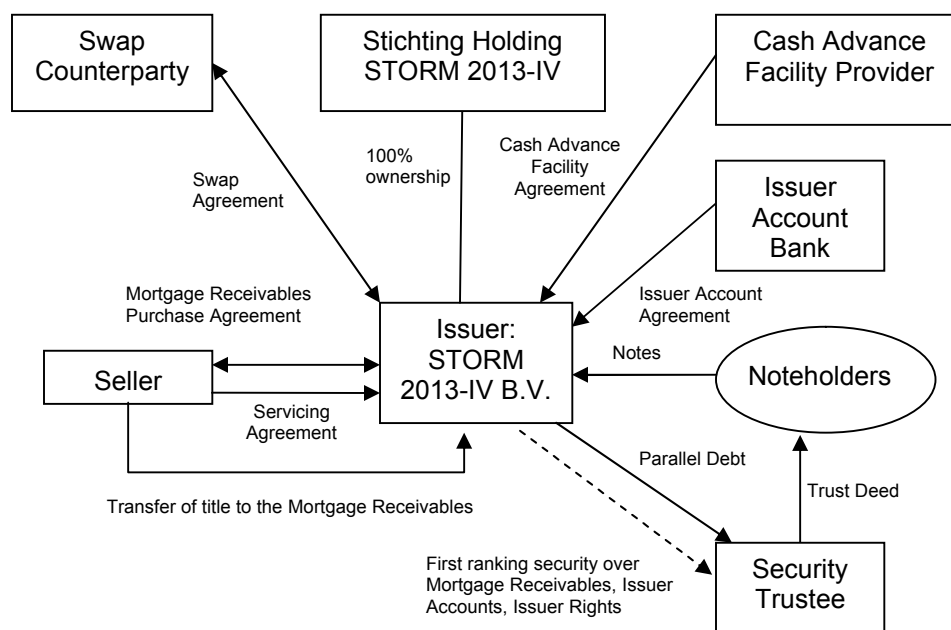 Swap
Counterparty
Stichting Holding
STORM 2013-IV
Cash Advance
Facility Provider
100%
ownership
Cash Advance
Facility
Agreement
Swap
Agreement
Issuer
Account
Bank
Mortgage Receivables
Purchase Agreement
Issuer Account
Agreement
Issuer:
STORM
2013-IV B.V.
Notes
Noteholders
Seller
Servicing
Agreement
Parallel Debt
Trust Deed
Transfer of title to the Mortgage Receivables
First ranking security over
Mortgage Receivables, Issuer
Accounts, Issuer Rights
Security
Trustee